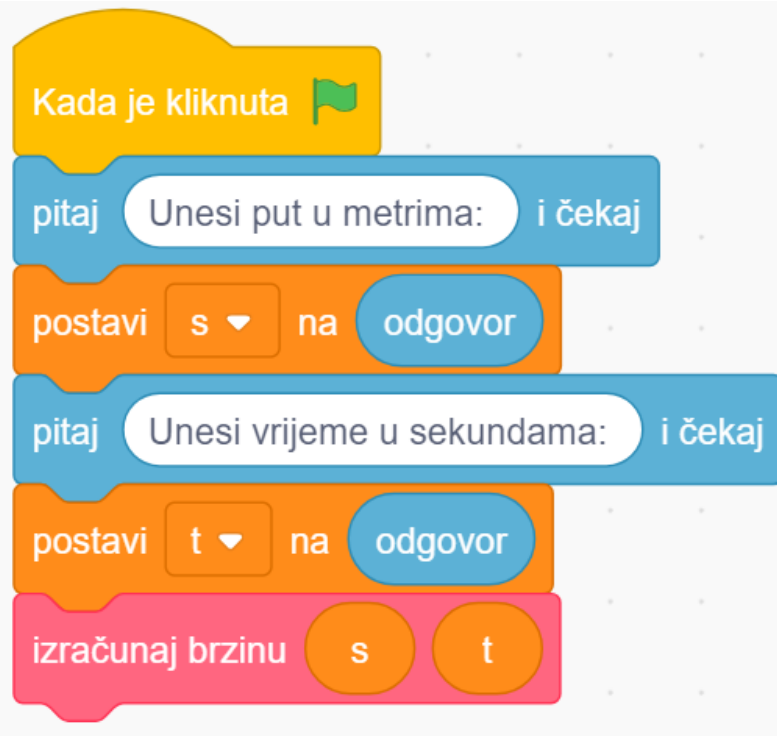 Kada je kliknuta
pitaj Unesi put u metrima: i čekaj
postavi s na odgovor
pitaj Unesi vrijeme u sekundama: i čekaj
postavi t na odgovor
izračunaj brzinu s t